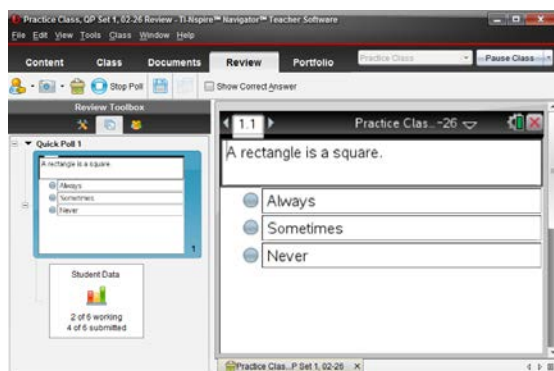 Practice Class, QP Set 1, 02-26 Review - TI-Nspire™ Navigator™ Teacher Software
File Edit View Tools Class Window Help
Content Class Documents Review Portfolio Practice Class Pause Class
Stop Poll Show Correct Answer
Review Toolbox
Quick Poll 1
A rectangle is a square.
Always
Sometimes
Never
1
Student Data
2 of 6 working
4 of 6 submitted
1.1 Practice Clas...-26
A rectangle is a square.
Always
Sometimes
Never
Practice Clas...P Set 1, 02-26